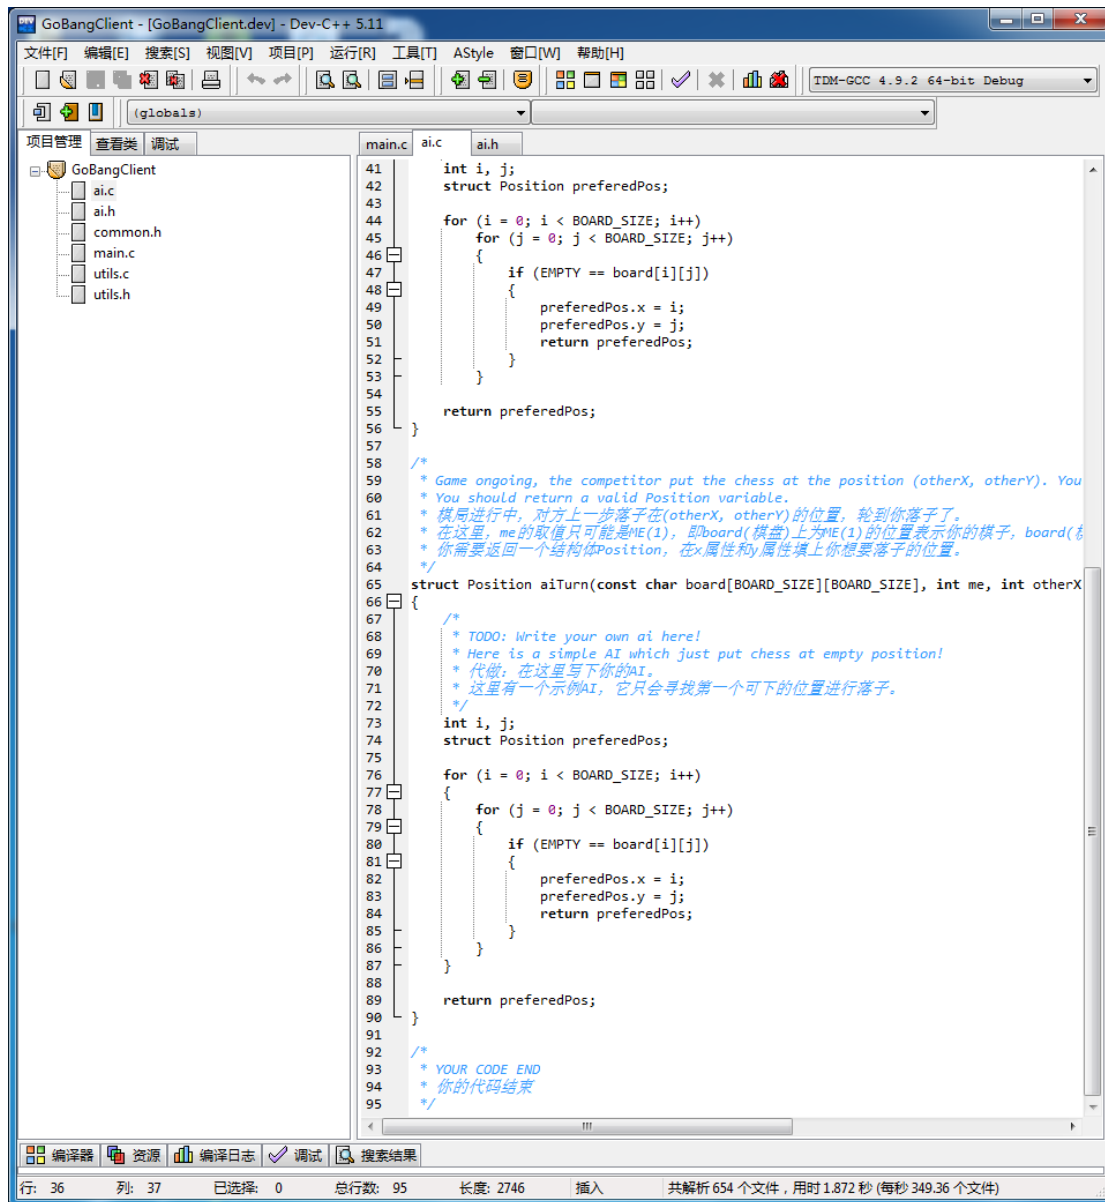 GoBangClient - [GoBangClient.dev] - Dev-C++ 5.11
文件[F] 编辑[E] 搜索[S] 视图[V] 项目[P] 运行[R] 工具[T] AStyle 窗口[W] 帮助[H]
TDM-GCC 4.9.2 64-bit Debug
(globals)
项目管理 查看类 调试
main.c ai.c ai.h
GoBangClient
ai.c
ai.h
common.h
main.c
utils.c
utils.h
41 int i, j;
42 struct Position preferedPos;
43
44 for (i = 0; i < BOARD_SIZE; i++)
45 for (j = 0; j < BOARD_SIZE; j++)
46 {
47 if (EMPTY == board[i][j])
48 {
49 preferedPos.x = i;
50 preferedPos.y = j;
51 return preferedPos;
52 }
53 }
54
55 return preferedPos;
56 }
57
58 /*
59 * Game ongoing, the competitor put the chess at the position (otherX, otherY). You
60 * You should return a valid Position variable.
61 * 棋局进行中，对方上一步落子在(otherX, otherY)的位置，轮到你落子了。
62 * 在这里，me的取值只可能是ME(1)，即board(棋盘)上为ME(1)的位置表示你的棋子，board(
63 * 你需要返回一个结构体Position，在x属性和y属性填上你想要落子的位置。
64 */
65 struct Position aiTurn(const char board[BOARD_SIZE][BOARD_SIZE], int me, int otherX
66 {
67 /*
68 * TODO: Write your own ai here!
69 * Here is a simple AI which just put chess at empty position!
70 * 代做：在这里写下你的AI。
71 * 这里有一个示例AI，它只会寻找第一个可下的位置进行落子。
72 */
73 int i, j;
74 struct Position preferedPos;
75
76 for (i = 0; i < BOARD_SIZE; i++)
77 {
78 for (j = 0; j < BOARD_SIZE; j++)
79 {
80 if (EMPTY == board[i][j])
81 {
82 preferedPos.x = i;
83 preferedPos.y = j;
84 return preferedPos;
85 }
86 }
87 }
88
89 return preferedPos;
90 }
91
92 /*
93 * YOUR CODE END
94 * 你的代码结束
95 */
编译器 资源 编译日志 调试 搜索结果
行: 36 列: 37 已选择: 0 总行数: 95 长度: 2746 插入 共解析 654 个文件，用时 1.872 秒 (每秒 349.36 个文件)